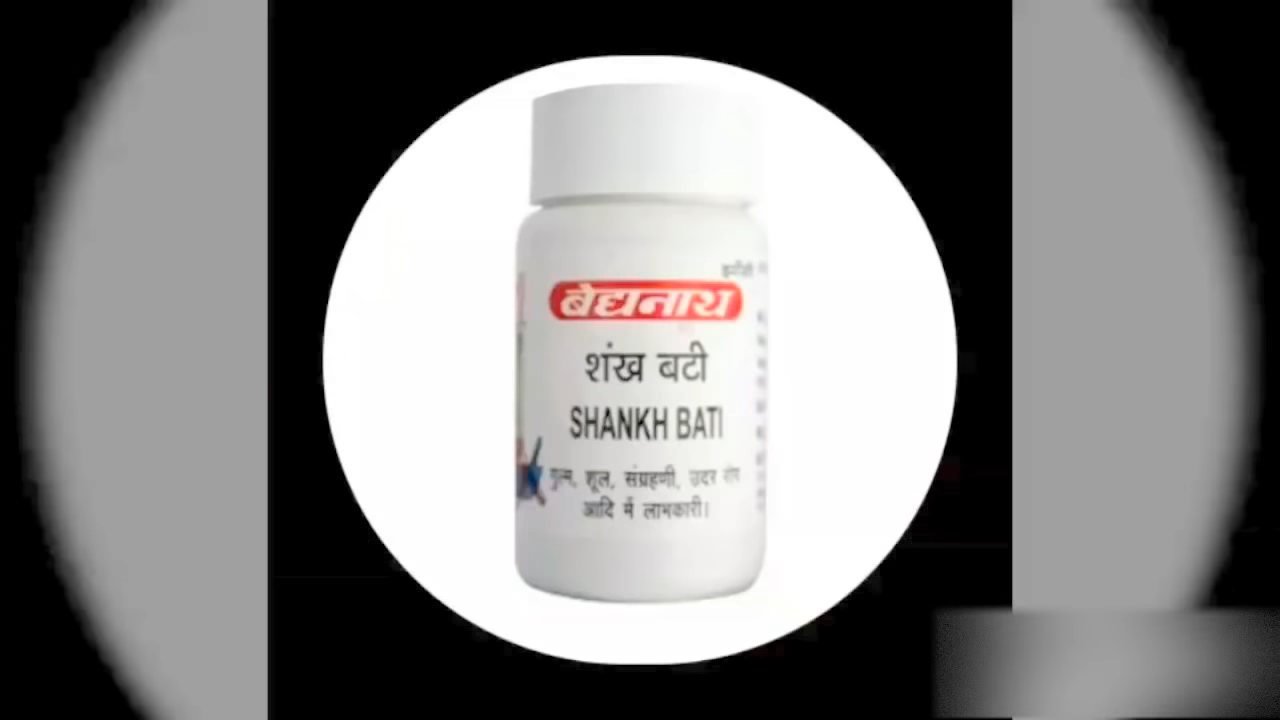 बैद्यनाथ
शंख बटी
SHANKH BATI
गुल्म, शूल, संग्रहणी, उदर रोग
आदि में लाभकारी।